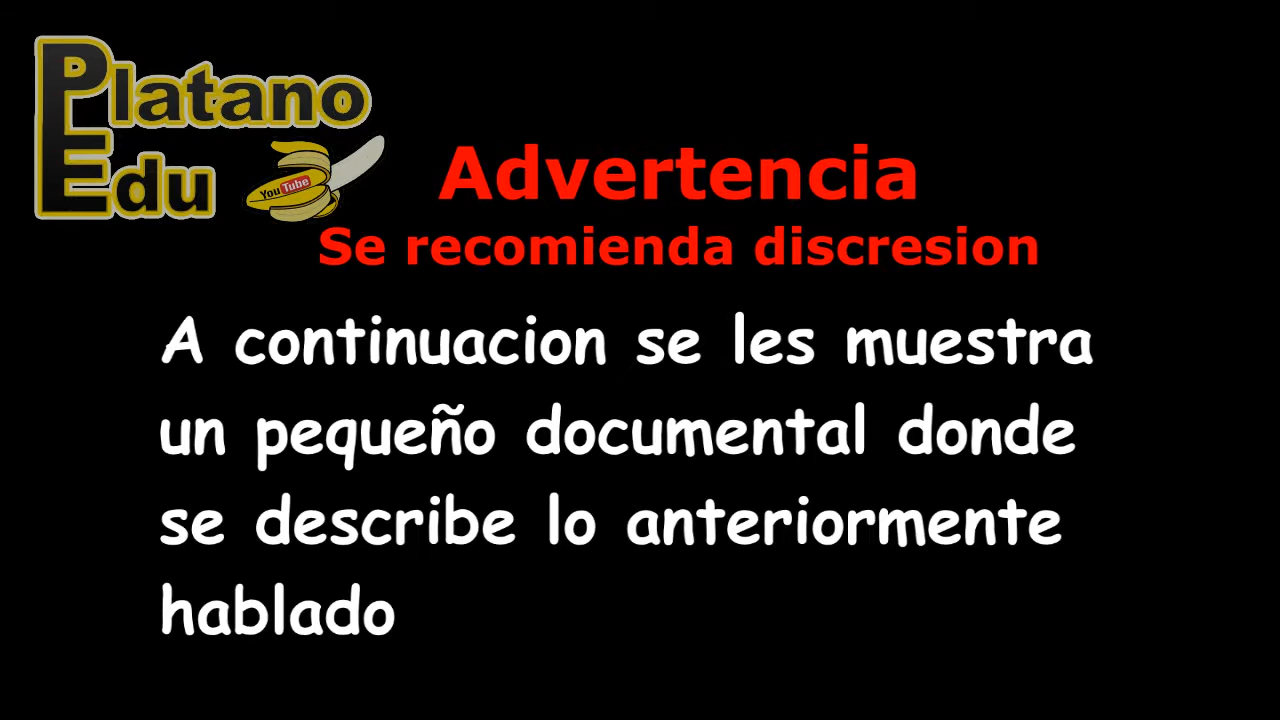 Platano
Edu
YouTube
Advertencia
Se recomienda discresion
A continuacion se les muestra
un pequeño documental donde
se describe lo anteriormente
hablado